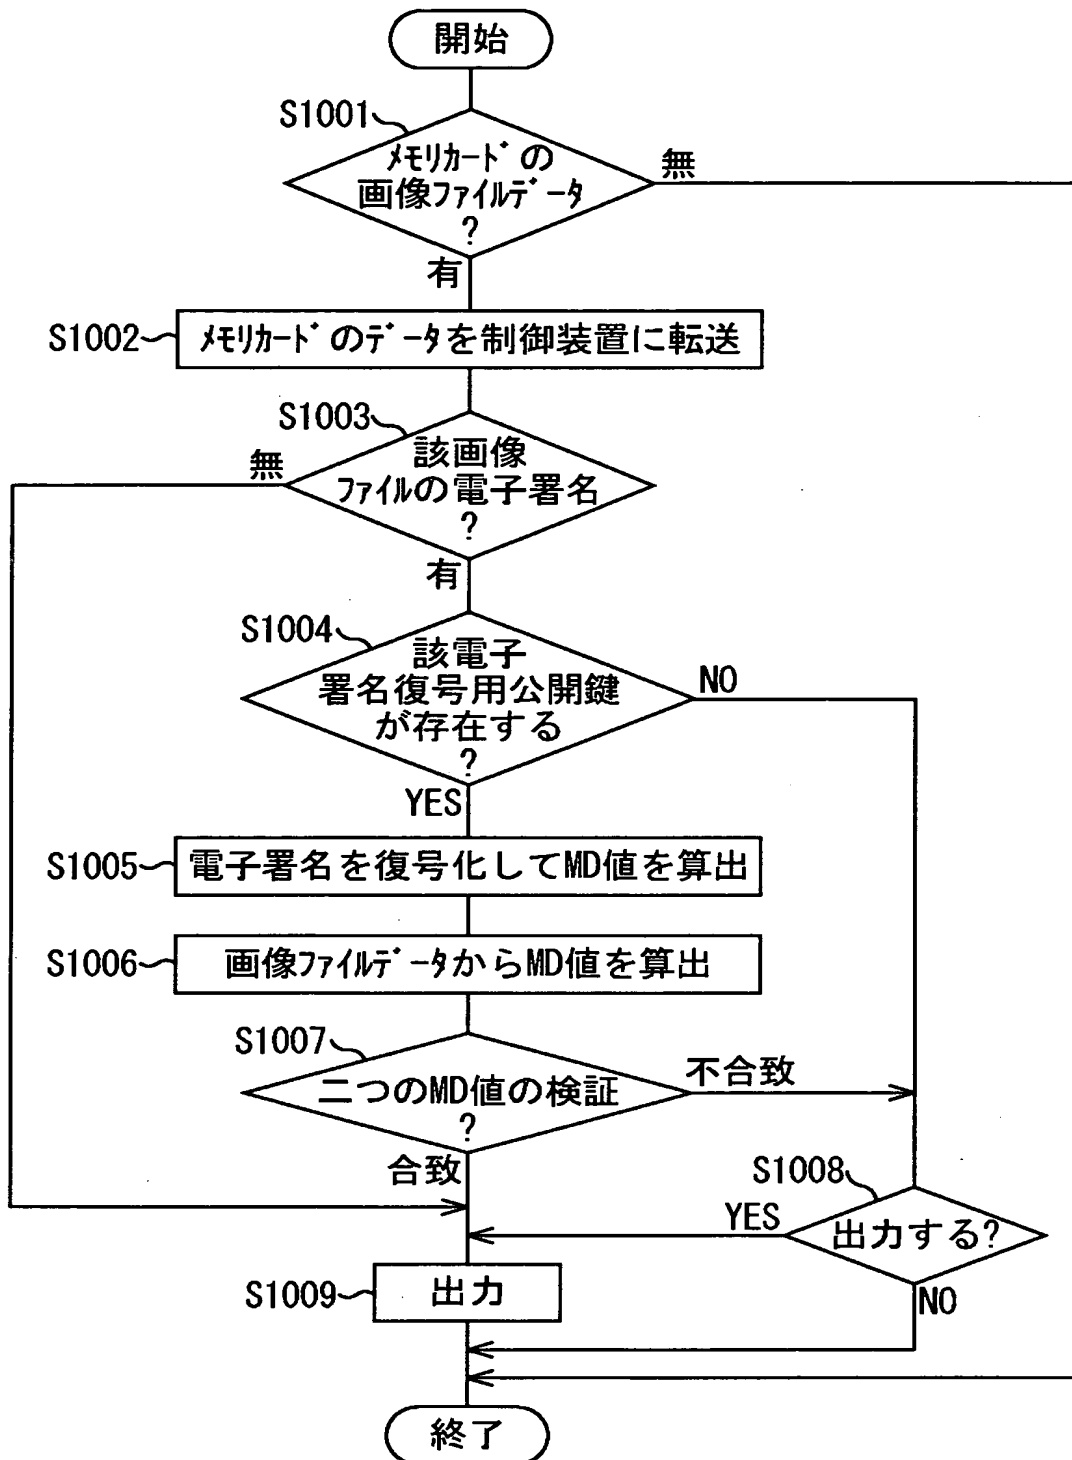 開始
S1001
ﾒﾓﾘｶｰﾄﾞの
画像ﾌｧｲﾙﾃﾞｰﾀ
?
無
有
S1002
ﾒﾓﾘｶｰﾄﾞのﾃﾞｰﾀを制御装置に転送
S1003
該画像
ﾌｧｲﾙの電子署名
?
無
有
S1004
該電子
署名復号用公開鍵
が存在する
?
NO
YES
S1005
電子署名を復号化してMD値を算出
S1006
画像ﾌｧｲﾙﾃﾞｰﾀからMD値を算出
S1007
二つのMD値の検証
?
不合致
合致
S1008
出力する?
YES
NO
S1009
出力
終了